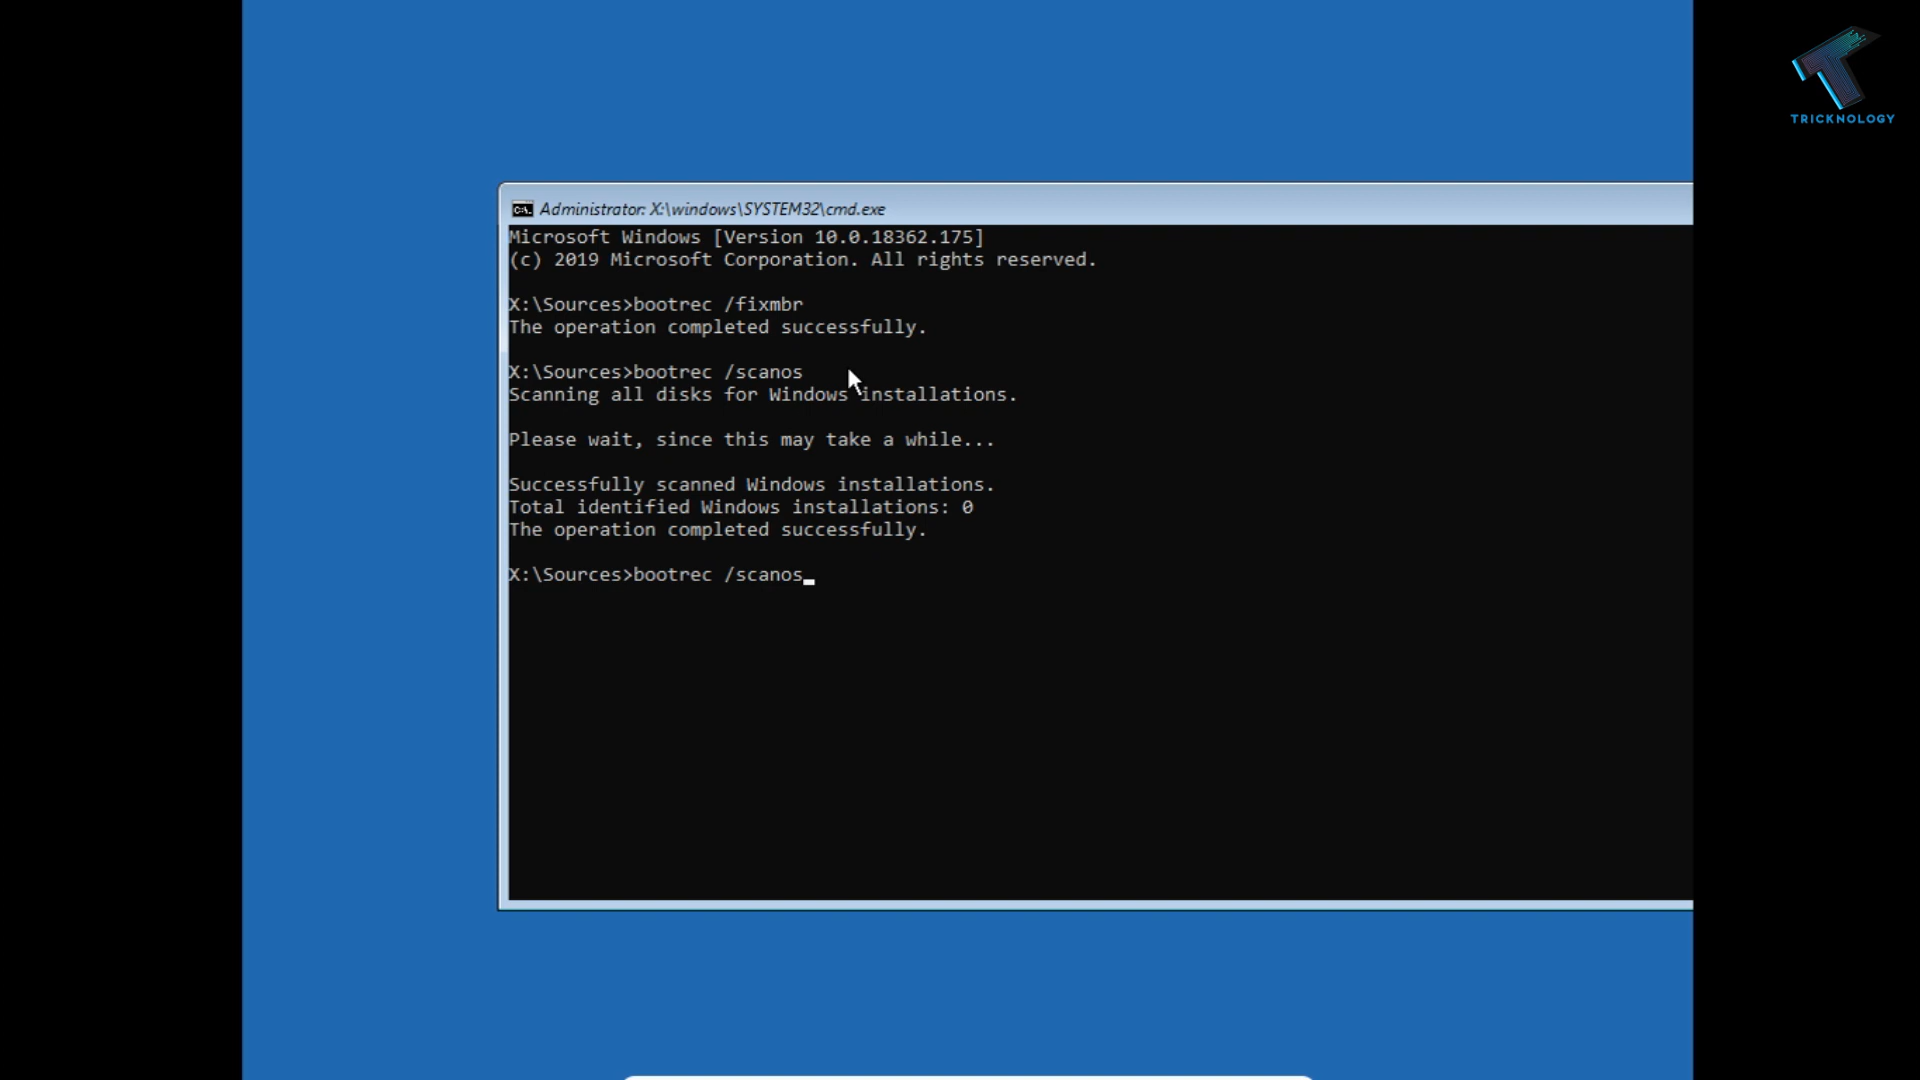 TRICKNOLOGY
Administrator: X:\windows\SYSTEM32\cmd.exe
Microsoft Windows [Version 10.0.18362.175]
(c) 2019 Microsoft Corporation. All rights reserved.
X:\Sources>bootrec /fixmbr
The operation completed successfully.
X:\Sources>bootrec /scanos
Scanning all disks for Windows installations.
Please wait, since this may take a while...
Successfully scanned Windows installations.
Total identified Windows installations: 0
The operation completed successfully.
X:\Sources>bootrec /scanos